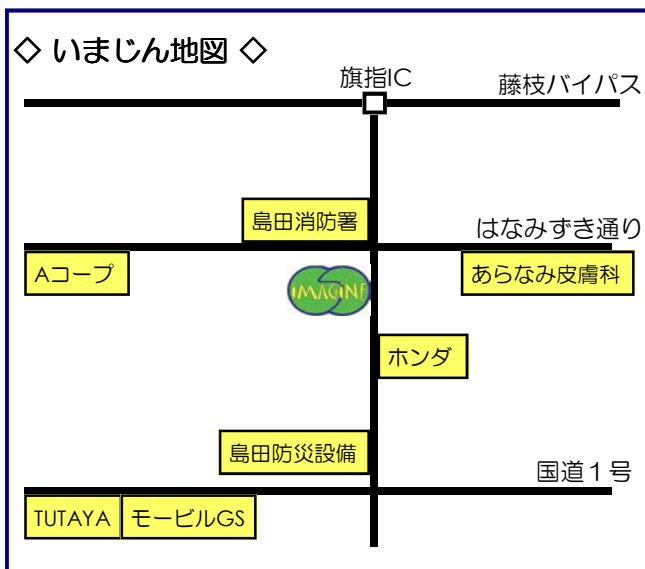 ◇ いまじん地図 ◇
旗指IC
藤枝バイパス
島田消防署
はなみずき通り
Aコープ
あらなみ皮膚科
IMAGINE
ホンダ
島田防災設備
国道１号
TUTAYA
モービルGS